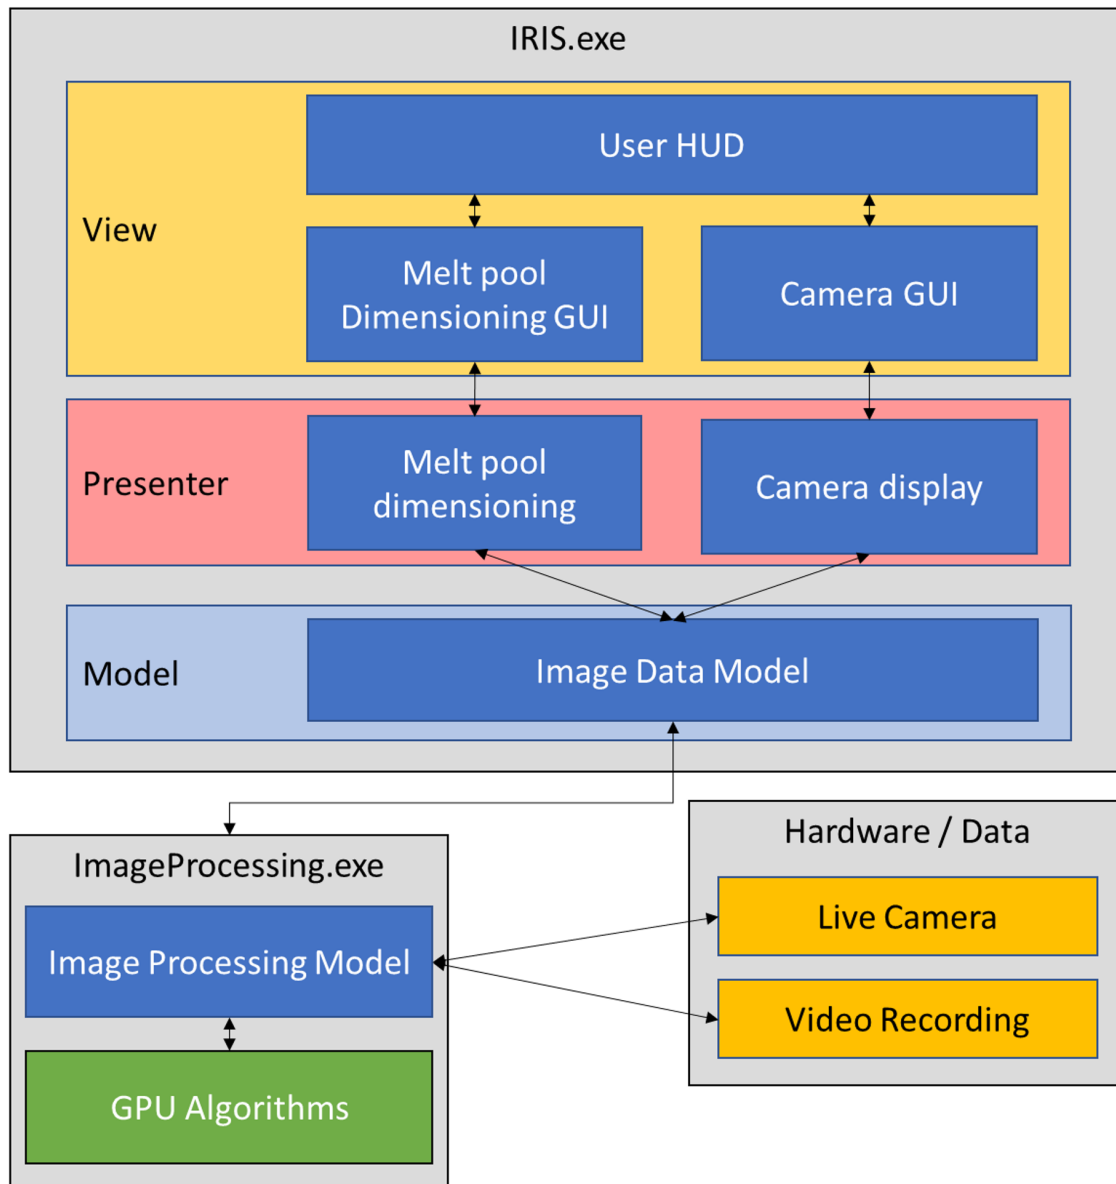 IRIS.exe
View
User HUD
Melt pool
Dimensioning GUI
Camera GUI
Presenter
Melt pool
dimensioning
Camera display
Model
Image Data Model
ImageProcessing.exe
Image Processing Model
GPU Algorithms
Hardware / Data
Live Camera
Video Recording